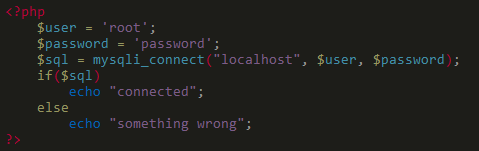 <?php
    $user = 'root';
    $password = 'password';
    $sql = mysqli_connect("localhost", $user, $password);
    if($sql)
        echo "connected";
    else
        echo "something wrong";
?>